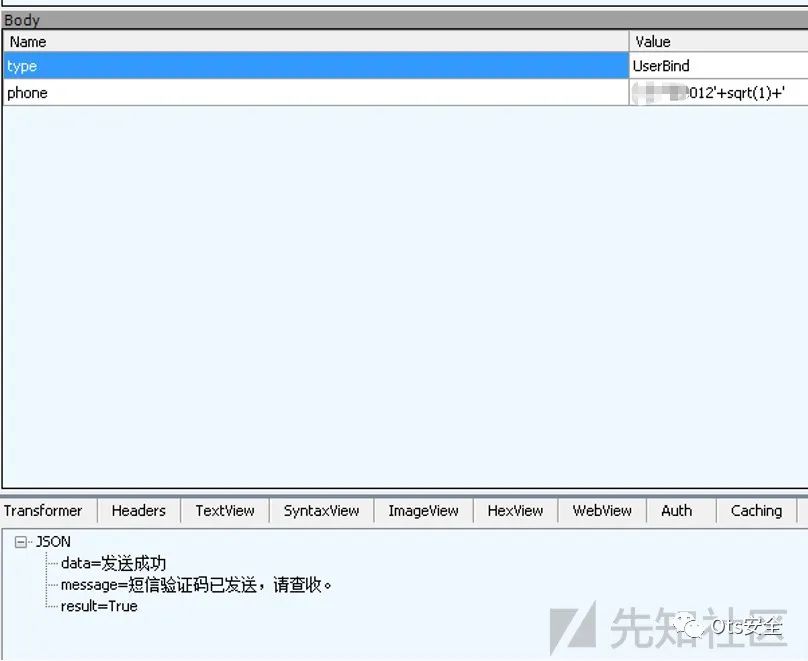 Body
Name Value
type UserBind
phone 012'+sqrt(1)+'
Transformer Headers TextView SyntaxView ImageView HexView WebView Auth Caching
JSON
data=发送成功
message=短信验证码已发送，请查收。
result=True
先知社区
Ots安全